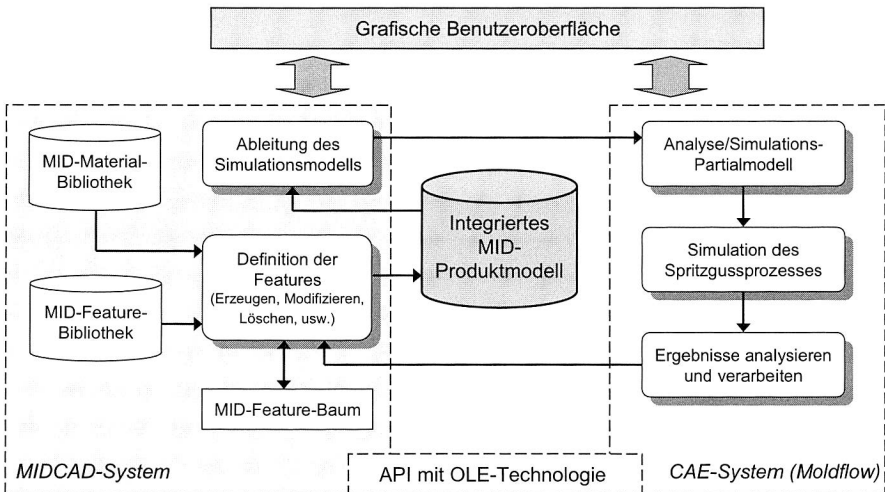 Grafische Benutzeroberfläche
MID-Material-
Bibliothek
Ableitung des
Simulationsmodells
Analyse/Simulations-
Partialmodell
Integriertes
MID-
Produktmodell
Definition der
Features
(Erzeugen, Modifizieren,
Löschen, usw.)
Simulation des
Spritzgussprozesses
MID-Feature-
Bibliothek
Ergebnisse analysieren
und verarbeiten
MID-Feature-Baum
MIDCAD-System
API mit OLE-Technologie
CAE-System (Moldflow)